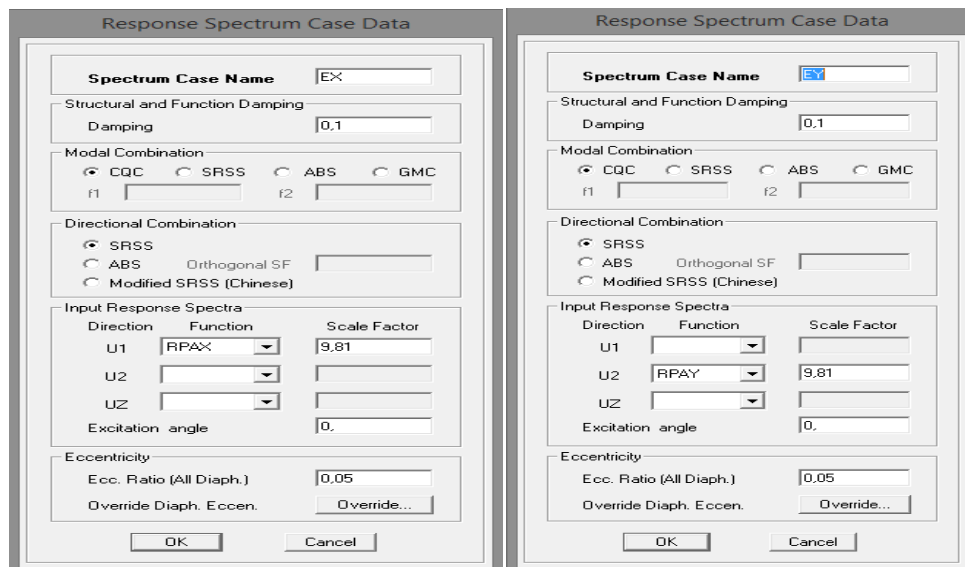 Response Spectrum Case Data
Spectrum Case Name EX
Structural and Function Damping
Damping 0,1
Modal Combination
CQC SRSS ABS GMC
f1 f2
Directional Combination
SRSS
ABS Orthogonal SF
Modified SRSS (Chinese)
Input Response Spectra
Direction Function Scale Factor
U1 RPAX 9,81
U2
UZ
Excitation angle 0,
Eccentricity
Ecc. Ratio (All Diaph.) 0,05
Override Diaph. Eccen. Override...
OK Cancel
Response Spectrum Case Data
Spectrum Case Name EY
Structural and Function Damping
Damping 0,1
Modal Combination
CQC SRSS ABS GMC
f1 f2
Directional Combination
SRSS
ABS Orthogonal SF
Modified SRSS (Chinese)
Input Response Spectra
Direction Function Scale Factor
U1
U2 RPAY 9,81
UZ
Excitation angle 0,
Eccentricity
Ecc. Ratio (All Diaph.) 0,05
Override Diaph. Eccen. Override...
OK Cancel